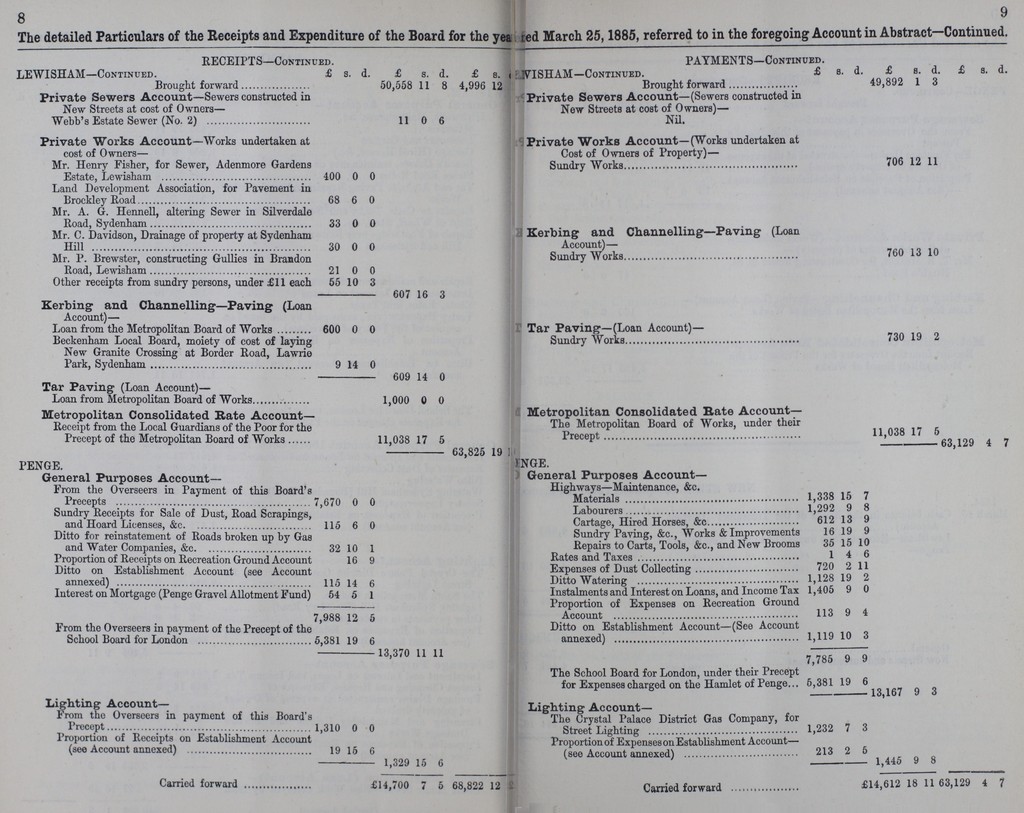 8
The detailed Particulars of the Receipts and Expenditure of the Board for the
RECEIPTS—Continued.
LEWISHAM—Continued. £ s. d. £ s. d. £ s.
Brought forward .................. 50,558 11 8 4,996 12
Private Sewers Account—Sewers constructed in
New Streets at cost of Owners—
Webb's Estate Sewer (No. 2) .......................... 11 0 6
Private Works Account—Works undertaken at
cost of Owners—
Mr. Henry Fisher, for Sewer, Adenmore Gardens
Estate, Lewisham ...................................... 400 0 0
Land Development Association, for Pavement in
Brockley Road............................................ 68 6 0
Mr. A. G. Hennell, altering Sewer in Silverdale
Road, Sydenham......................................... 33 0 0
Mr. C. Davidson, Drainage of property at Sydenham
Hill ....................................................... 30 0 0
Mr. P. Brewster, constructing Gullies in Brandon
Road, Lewisham......................................... 21 0 0
Other receipts from sundry persons, under £11 each 55 10 3
607 16 3
Kerbing and Channelling—Paving (Loan
Account)—
Loan from the Metropolitan Board of Works ......... 600 0 0
Beckenham Local Board, moiety of cost of laying
New Granite Crossing at Border Road, Lawrie
Park, Sydenham ......................................... 9 14 0
609 14 0
Tar Paving (Loan Account)—
Loan from Metropolitan Board of Works.............. 1,000 0 0
Metropolitan Consolidated Rate Account—
Receipt from the Local Guardians of the Poor for the
Precept of the Metropolitan Board of Works ...... 11,038 17 5
63,825 19
PENGE.
General Purposes Account—
From the Overseers in Payment of this Board's
Precepts .................................................. 7,670 0 0
Sundry Receipts for Sale of Dust, Road Scrapings,
and Hoard Licenses, &c. .............................. 115 6 0
Ditto for reinstatement of Roads broken up by Gas
and Water Companies, &c. ........................... 32 10 1
Proportion of Receipts on Recreation Ground Account 16 9
Ditto on Establishment Account (see Account
annexed) .................................................. 115 14 6
Interest on Mortgage (Penge Gravel Allotment Fund) 54 5 1
7,988 12 5
From the Overseers in payment of the Precept of the
School Board for London ............................. 5,381 19 6
13,370 11 11
Lighting Account—
From the Overseers in payment of this Board's
Precept.................................................... 1,310 0 0
Proportion of Receipts on Establishment Account
(see Account annexed) ................................ 19 15 6
1,329 15 6
Carried forward .................. £14,700 7 5 68,822 12
9
ed March 25, 1885, referred to in the foregoing Account in Abstract—Continued.
PAYMENTS—Continued.
WISHAM—Continued. £ s. d. £ s. d. £ s. d.
Brought forward .................. 49,892 1 3
Private Sewers Account—(Sewers constructed in
New Streets at cost of Owners)—
Nil.
Private Works Account—(Works undertaken at
Cost of Owners of Property)—
Sundry Works............................................ 706 12 11
Kerbing and Channelling—Paving (Loan
Account)—
Sundry Works............................................ 760 13 10
Tar Paving—(Loan Account)—
Sundry Works............................................ 730 19 2
Metropolitan Consolidated Rate Account—
The Metropolitan Board of Works, under their
Precept .................................................. 11,038 17 5
63,129 4 7
NGE.
General Purposes Account—
Highways—Maintenance, &c.
Materials ............................................ 1,338 15 7
Labourers ............................................ 1,292 9 8
Cartage, Hired Horses, &c....................... 612 13 9
Sundry Paving, &c., Works & Improvements 16 19 9
Repairs to Carts, Tools, &c., and New Brooms 35 15 10
Rates and Taxes ......................................... 1 4 6
Expenses of Dust Collecting ........................... 720 2 11
Ditto Watering ......................................... 1,128 19 2
Instalments and Interest on Loans, and Income Tax 1,405 9 0
Proportion of Expenses on Recreation Ground
Account .................................................. 113 9 4
Ditto on Establishment Account—(See Account
annexed) .................................................. 1,119 10 3
7,785 9 9
The School Board for London, under their Precept
for Expenses charged on the Hamlet of Penge... 5,381 19 6
13,167 9 3
Lighting Account—
The Crystal Palace District Gas Company, for
Street Lighting ......................................... 1,232 7 3
Proportion of Expenses on Establishment Account—
(see Account annexed) ................................ 213 2 5
1,445 9 8
Carried forward .................. £14,612 18 11 63,129 4 7